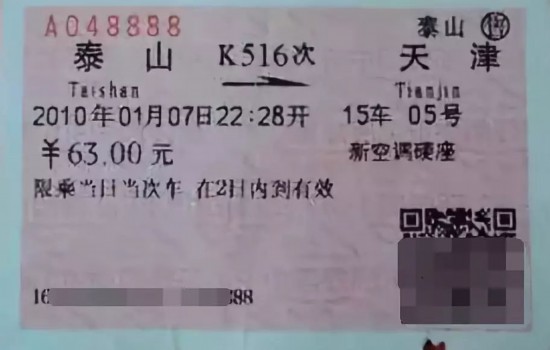 A048888 泰山 售
泰山 K516次 天津
Taishan Tianjin
2010年01月07日22:28开 15车 05号
￥63.00元 新空调硬座
限乘当日当次车 在2日内到有效
16 888